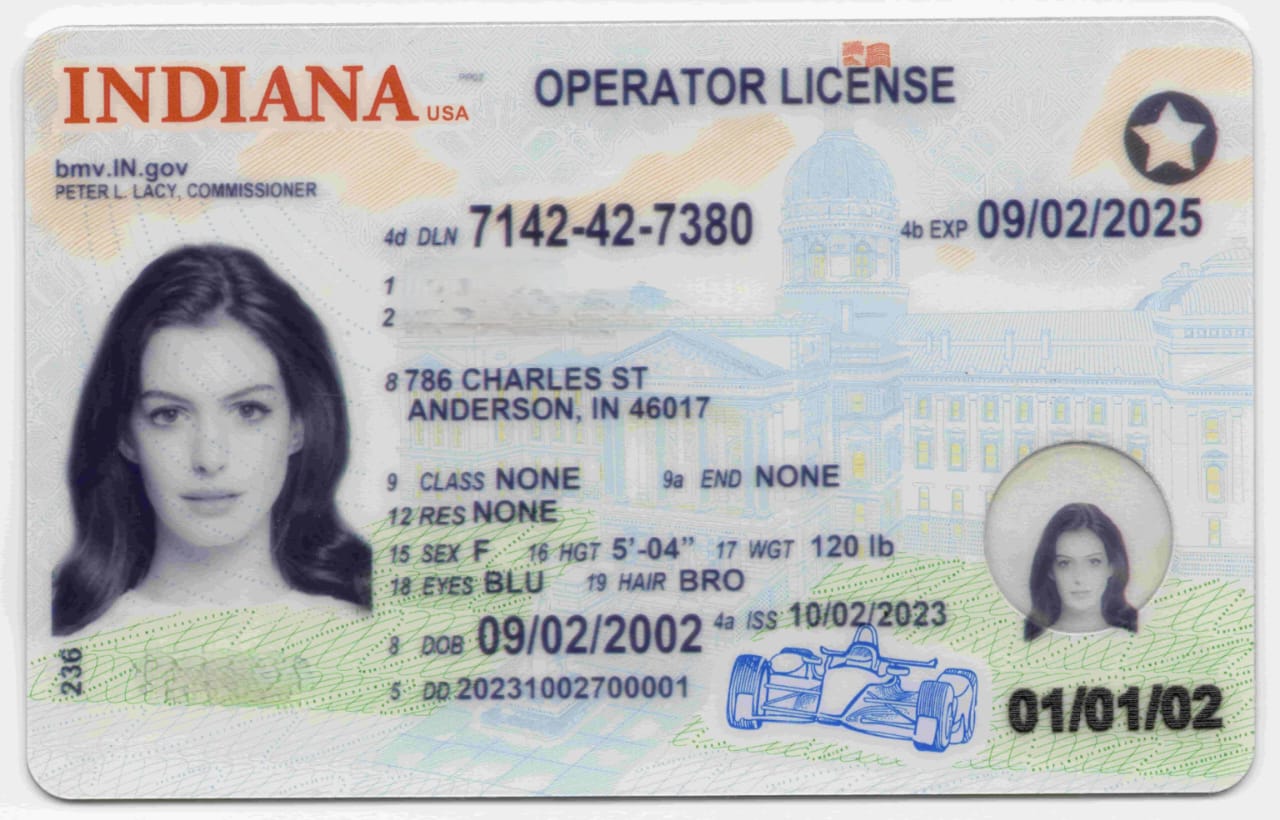 INDIANA USA
OPERATOR LICENSE
bmv.IN.gov
PETER L. LACY, COMMISSIONER
4d DLN 7142-42-7380
4b EXP 09/02/2025
1
2
8 786 CHARLES ST
ANDERSON, IN 46017
9 CLASS NONE 9a END NONE
12 RES NONE
15 SEX F 16 HGT 5'-04" 17 WGT 120 lb
18 EYES BLU 19 HAIR BRO
8 DOB 09/02/2002 4a ISS 10/02/2023
5 DD 20231002700001
236
01/01/02